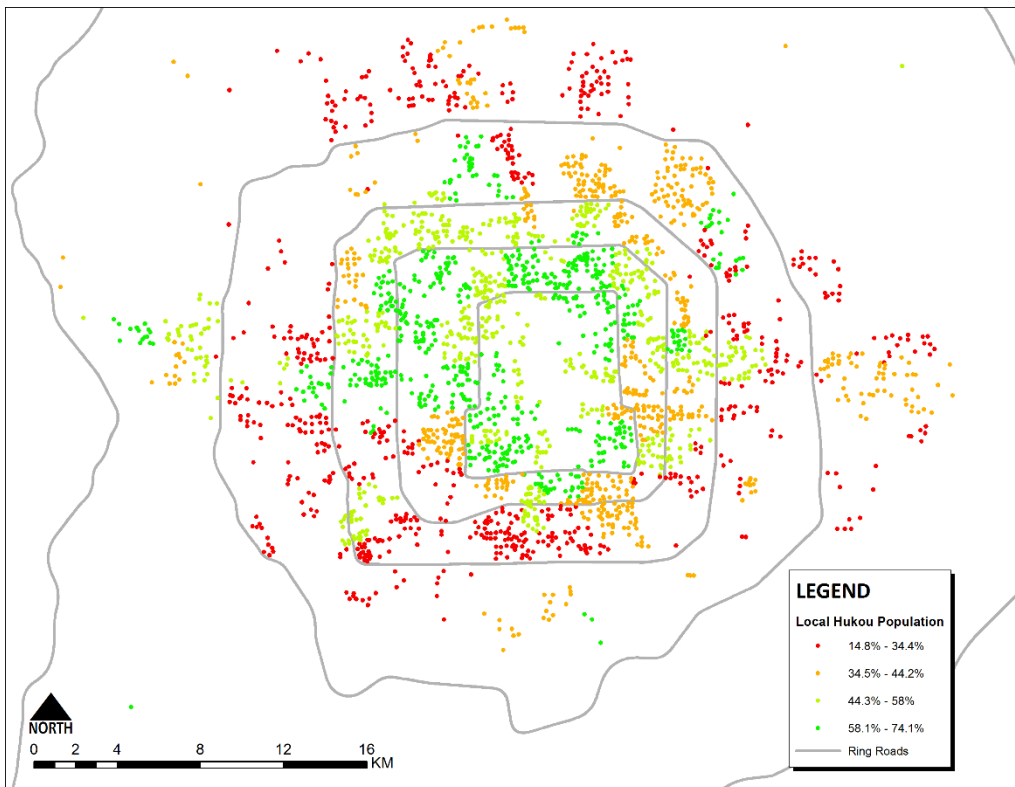 LEGEND
Local Hukou Population
14.8% - 34.4%
34.5% - 44.2%
44.3% - 58%
58.1% - 74.1%
Ring Roads
NORTH
0 2 4 8 12 16
KM